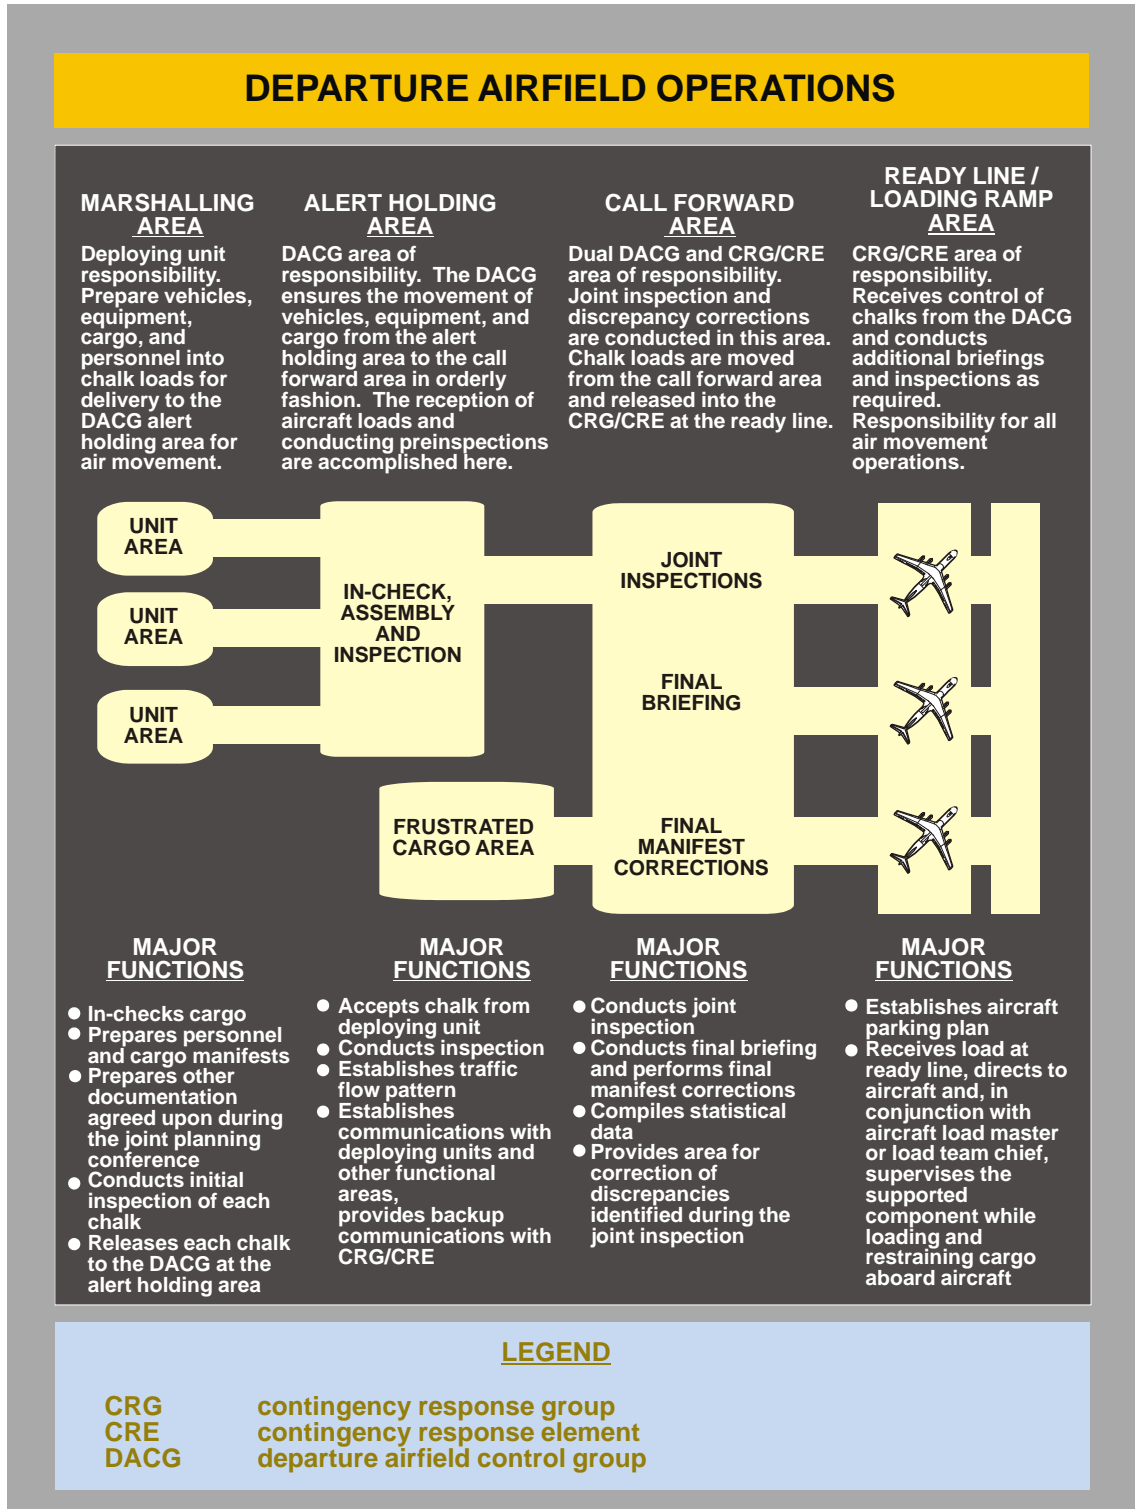 DEPARTURE AIRFIELD OPERATIONS
MARSHALLING
AREA
Deploying unit
responsibility.
Prepare vehicles,
equipment,
cargo, and
personnel into
chalk loads for
delivery to the
DACG alert
holding area for
air movement.
ALERT HOLDING
AREA
DACG area of
responsibility. The DACG
ensures the movement of
vehicles, equipment, and
cargo from the alert
holding area to the call
forward area in orderly
fashion. The reception of
aircraft loads and
conducting preinspections
are accomplished here.
CALL FORWARD
AREA
Dual DACG and CRG/CRE
area of responsibility.
Joint inspection and
discrepancy corrections
are conducted in this area.
Chalk loads are moved
from the call forward area
and released into the
CRG/CRE at the ready line.
READY LINE /
LOADING RAMP
AREA
CRG/CRE area of
responsibility.
Receives control of
chalks from the DACG
and conducts
additional briefings
and inspections as
required.
Responsibility for all
air movement
operations.
UNIT
AREA
UNIT
AREA
UNIT
AREA
IN-CHECK,
ASSEMBLY
AND
INSPECTION
FRUSTRATED
CARGO AREA
JOINT
INSPECTIONS
FINAL
BRIEFING
FINAL
MANIFEST
CORRECTIONS
MAJOR
FUNCTIONS
● In-checks cargo
● Prepares personnel
and cargo manifests
● Prepares other
documentation
agreed upon during
the joint planning
conference
● Conducts initial
inspection of each
chalk
● Releases each chalk
to the DACG at the
alert holding area
MAJOR
FUNCTIONS
● Accepts chalk from
deploying unit
● Conducts inspection
● Establishes traffic
flow pattern
● Establishes
communications with
deploying units and
other functional
areas,
provides backup
communications with
CRG/CRE
MAJOR
FUNCTIONS
● Conducts joint
inspection
● Conducts final briefing
and performs final
manifest corrections
● Compiles statistical
data
● Provides area for
correction of
discrepancies
identified during the
joint inspection
MAJOR
FUNCTIONS
● Establishes aircraft
parking plan
● Receives load at
ready line, directs to
aircraft and, in
conjunction with
aircraft load master
or load team chief,
supervises the
supported
component while
loading and
restraining cargo
aboard aircraft
LEGEND
CRG contingency response group
CRE contingency response element
DACG departure airfield control group